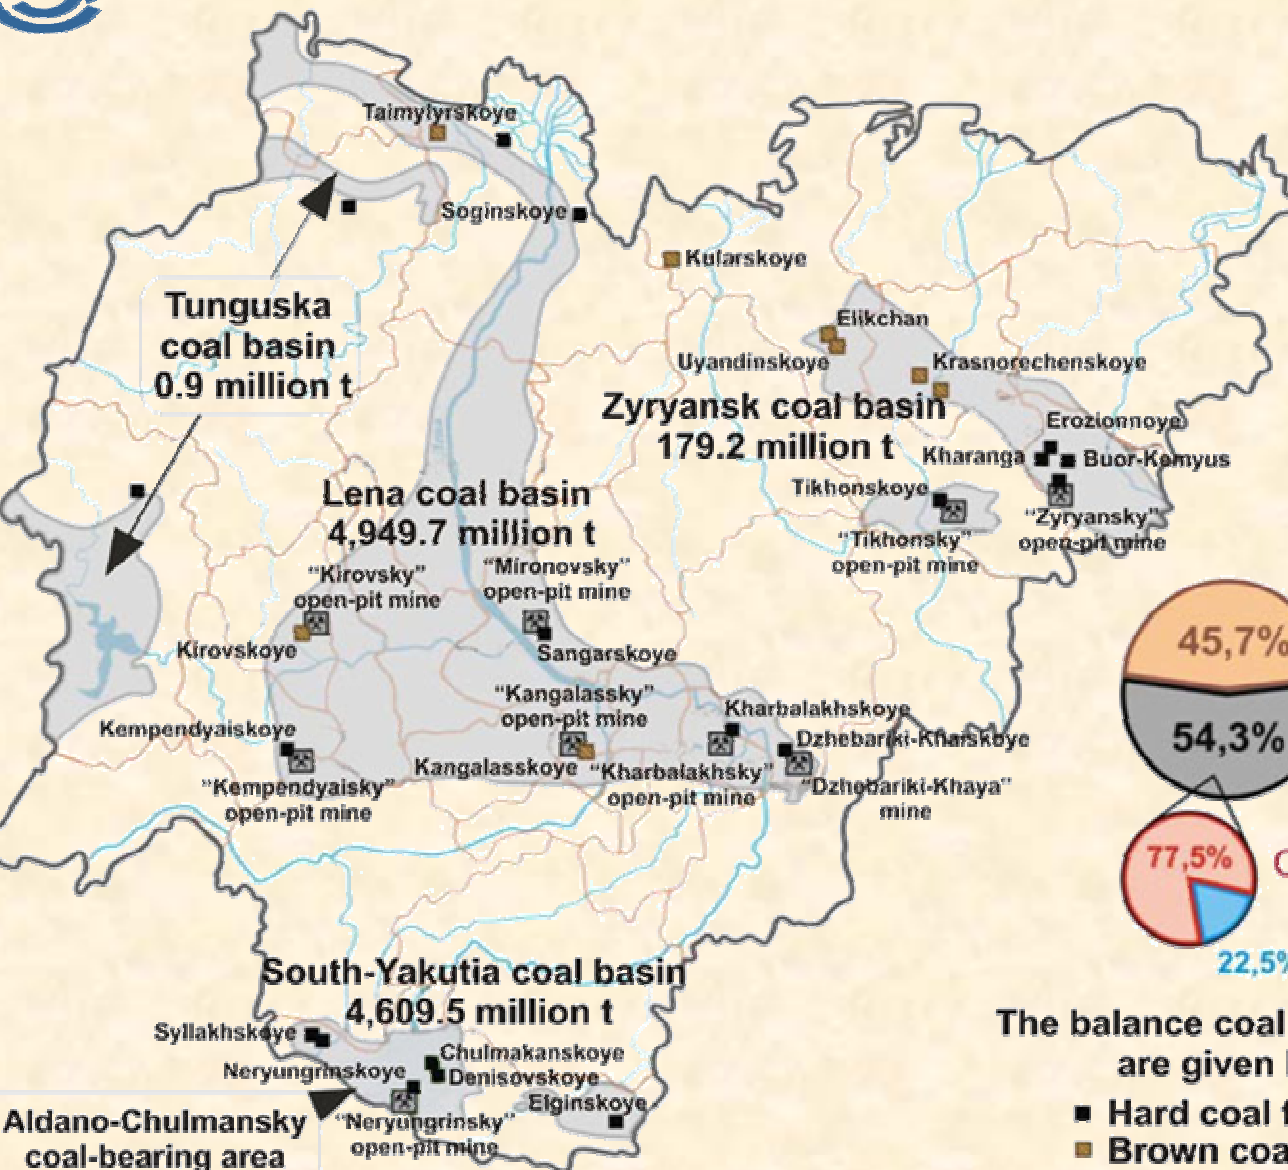 Taimylyrskoye
Soginskoye
Kularskoye
Tunguska
coal basin
0.9 million t
Elikchan
Uyandinskoye
Krasnorechenskoye
Zyryansk coal basin
179.2 million t
Erozionnoye
Kharanga
Buor-Kemyus
Tikhonskoye
"Tikhonsky"
open-pit mine
"Zyryansky"
open-pit mine
Lena coal basin
4,949.7 million t
"Kirovsky"
open-pit mine
"Mironovsky"
open-pit mine
Kirovskoye
Sangarskoye
"Kangalassky"
open-pit mine
Kharbalakhskoye
Kempendyaiskoye
Dzhebariki-Khaiskoye
Kangalasskoye
"Kharbalakhsky"
open-pit mine
"Kempendyaisky"
open-pit mine
"Dzhebariki-Khaya"
mine
45,7%
54,3%
77,5%
22,5%
South-Yakutia coal basin
4,609.5 million t
Syllakhskoye
Chulmakanskoye
Neryungrinskoye
Denisovskoye
Elginskoye
"Neryungrinsky"
open-pit mine
Aldano-Chulmansky
coal-bearing area
The balance coal
are given
Hard coal
Brown